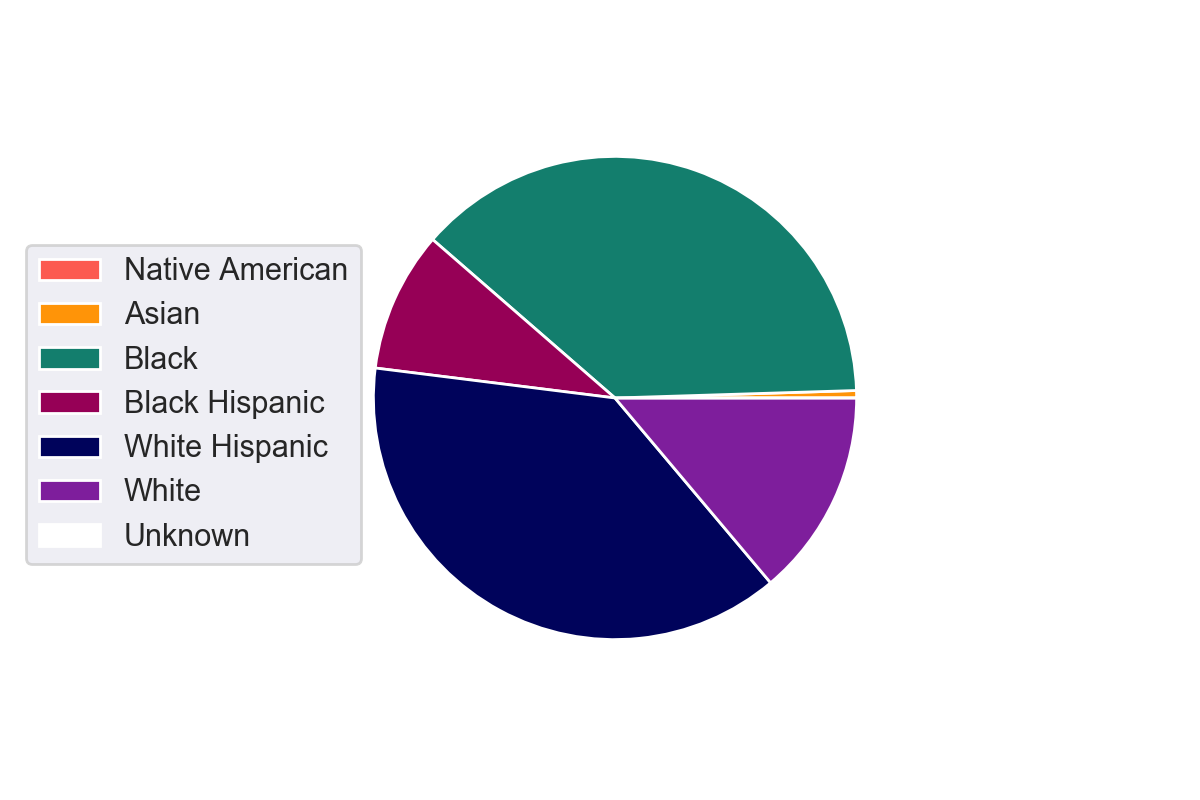 Native American
Asian
Black
Black Hispanic
White Hispanic
White
Unknown